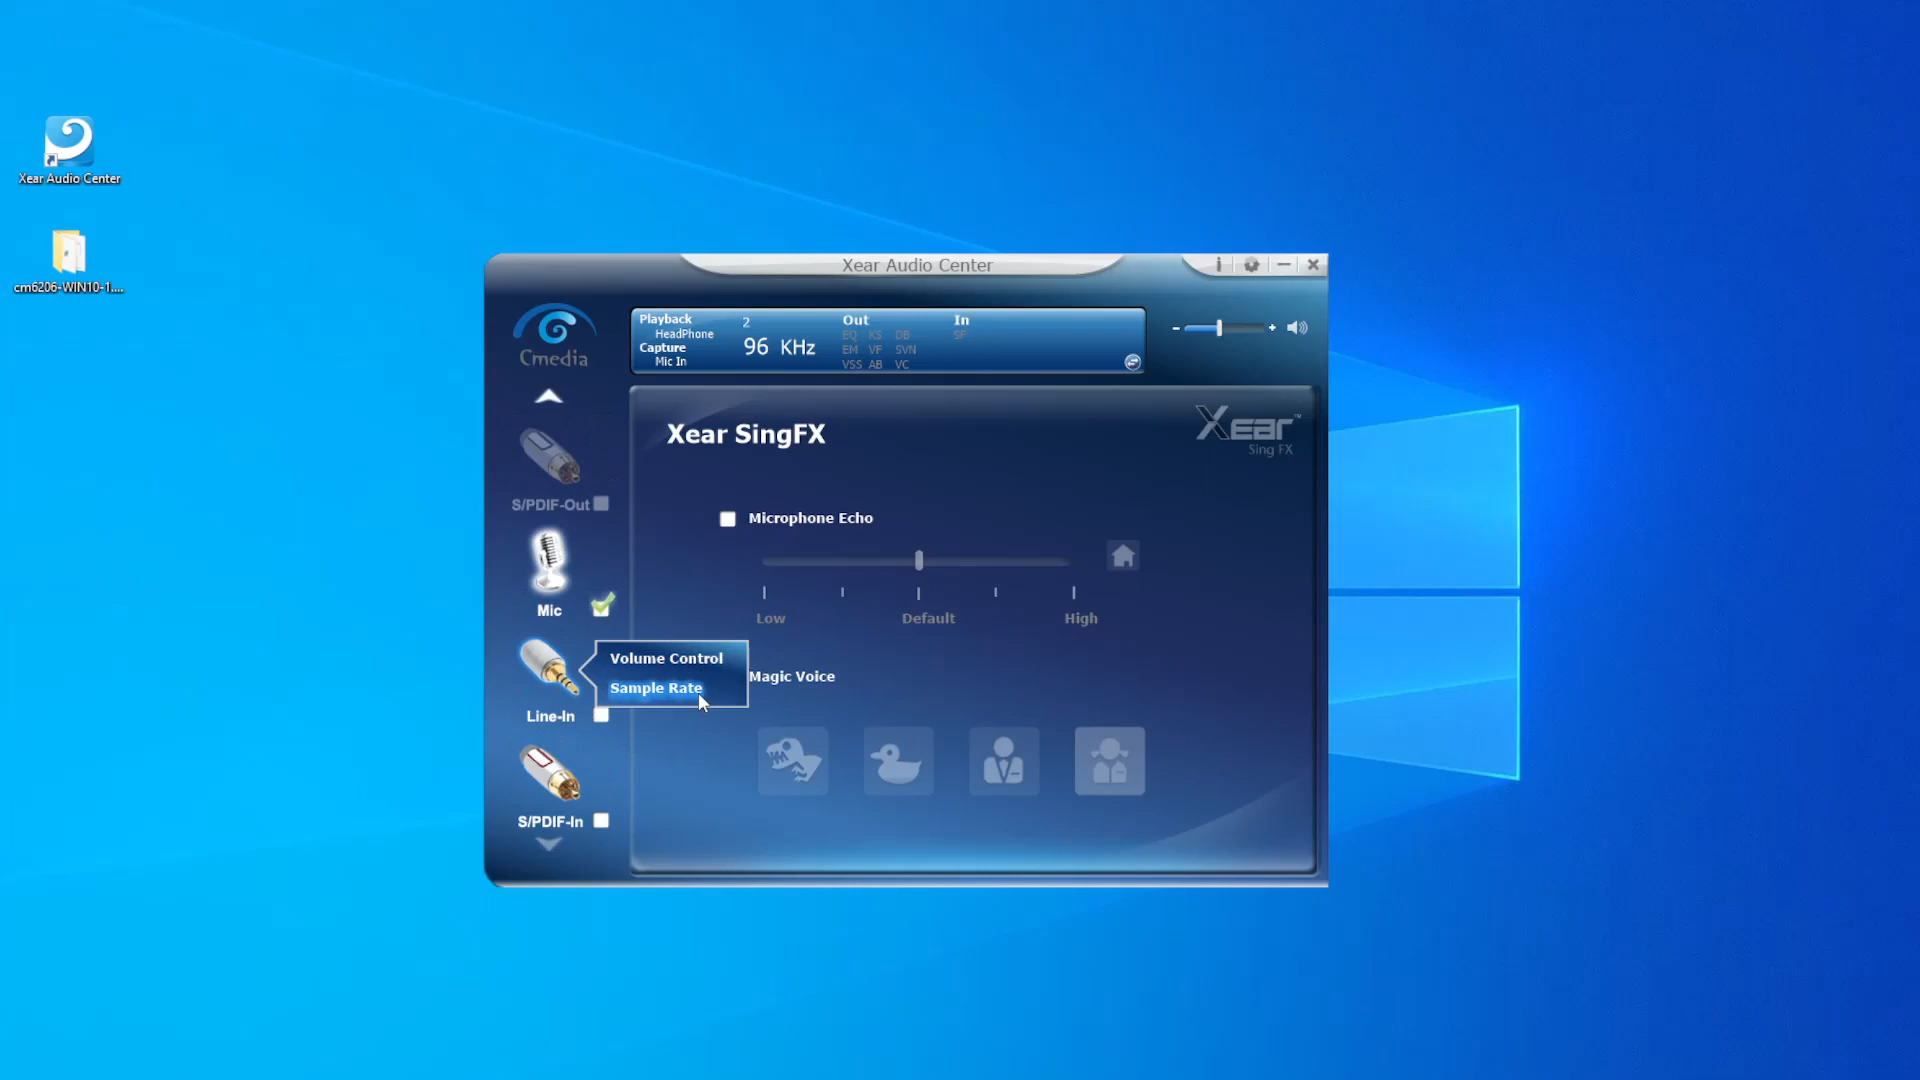 Xear Audio Center
cm6206-WIN10-1....
Xear Audio Center
Cmedia
Playback
HeadPhone
Capture
Mic In
2
96 KHz
Out
EQ KS DB
EM VF SVN
VSS AB VC
In
SF
Xear™
Sing FX
Xear SingFX
S/PDIF-Out
Mic
Line-In
S/PDIF-In
Volume Control
Sample Rate
Microphone Echo
Low
Default
High
Magic Voice